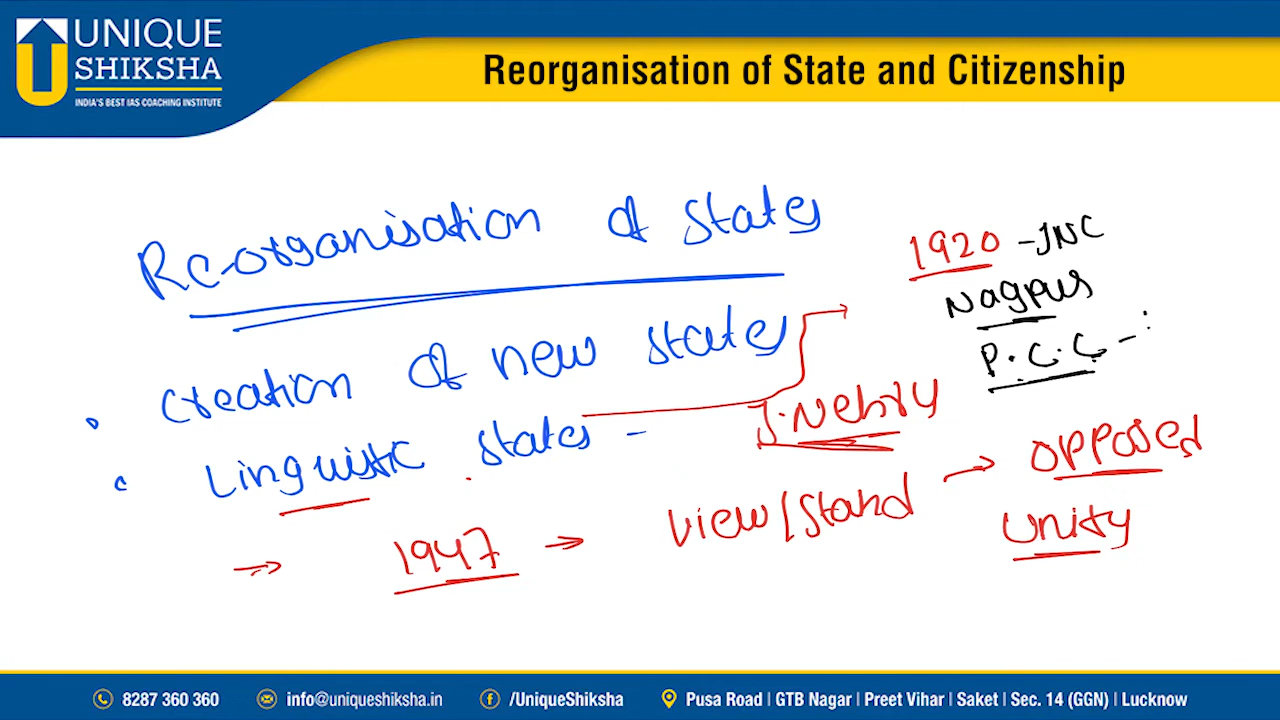 UNIQUE
SHIKSHA
INDIA'S BEST IAS COACHING INSTITUTE
Reorganisation of State and Citizenship
Re-organisation of states
1920 - INC
Nagpur
P.C.C -
• Creation of new states
• Linguistic states - J. Nehru
→ 1947 → view/stand → opposed
unity
8287 360 360
info@uniqueshiksha.in
/UniqueShiksha
Pusa Road | GTB Nagar | Preet Vihar | Saket | Sec. 14 (GGN) | Lucknow